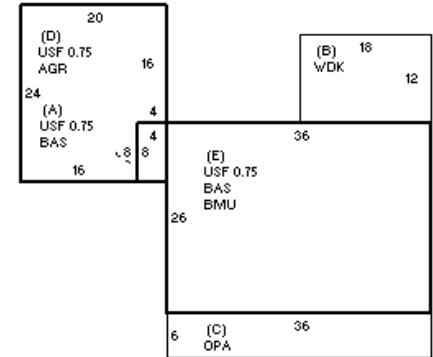 20
(D)
USF 0.75
AGR
16
24
(A)
USF 0.75
BAS
4
4
8
8
16
(B)
18
WDK
12
36
(E)
USF 0.75
BAS
BMU
26
6
(C)
OPA
36